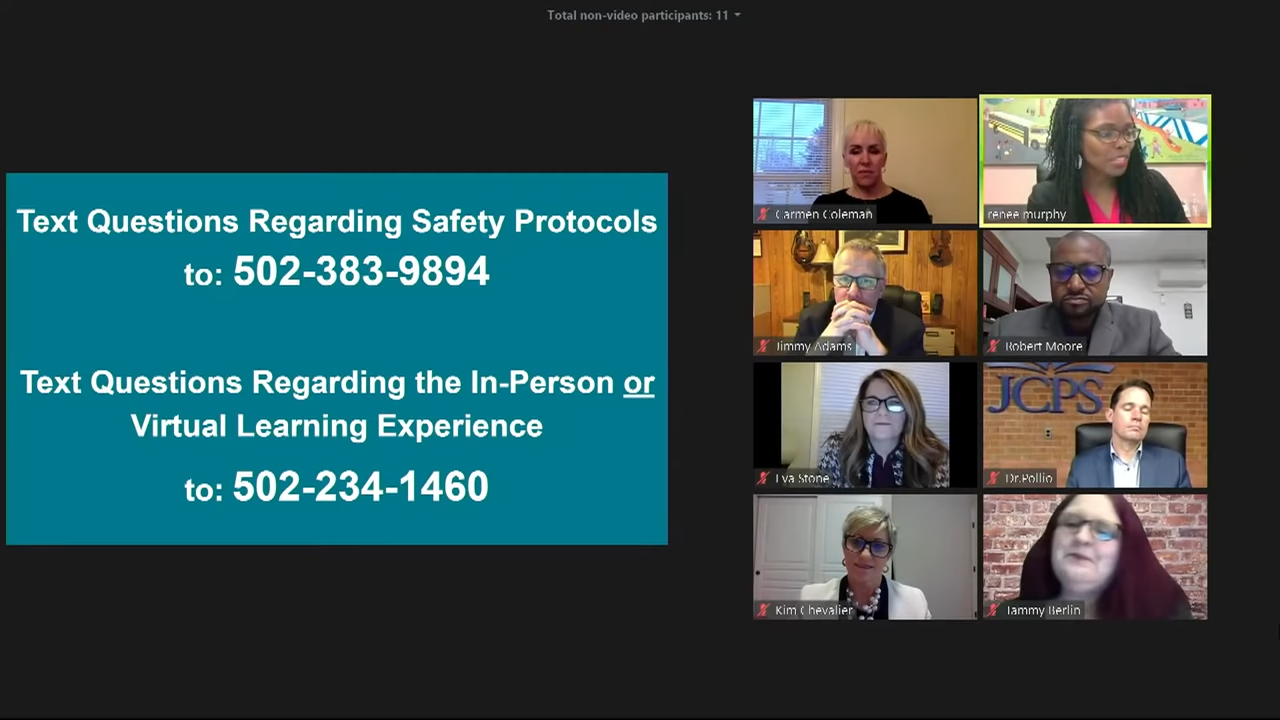 Total non-video participants: 11
Text Questions Regarding Safety Protocols
to: 502-383-9894
Text Questions Regarding the In-Person or
Virtual Learning Experience
to: 502-234-1460
Carmen Coleman
renee murphy
Jimmy Adams
Robert Moore
Eva Stone
JCPS
Dr.Pollio
Kim Chevalier
Tammy Berlin